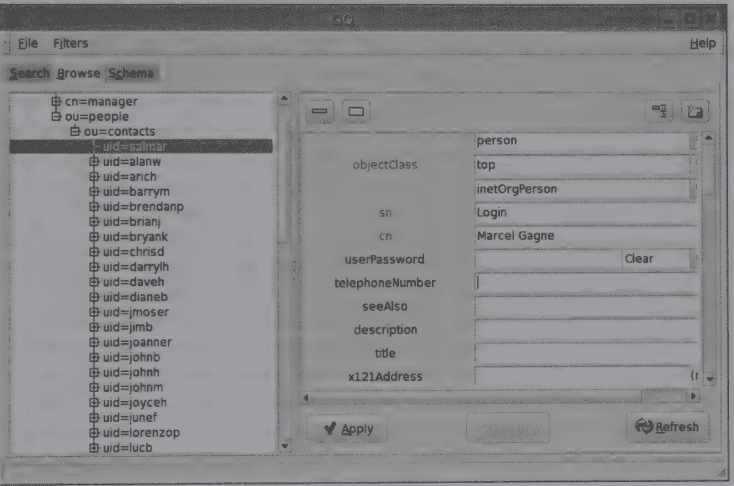 GQ
File Filters Help
Search Browse Schema
cn=manager
ou=people
ou=contacts
uid=salmar
uid=alanw
uid=arich
uid=barrym
uid=brendanp
uid=brianj
uid=bryank
uid=chrisd
uid=darrylh
uid=daveh
uid=dianeb
uid=jmoser
uid=jimb
uid=joanner
uid=johnb
uid=johnh
uid=johnm
uid=joyceh
uid=junef
uid=lorenzop
uid=lucb
person
objectClass top
inetOrgPerson
sn Login
cn Marcel Gagne
userPassword Clear
telephoneNumber
seeAlso
description
title
x121Address
Apply Refresh